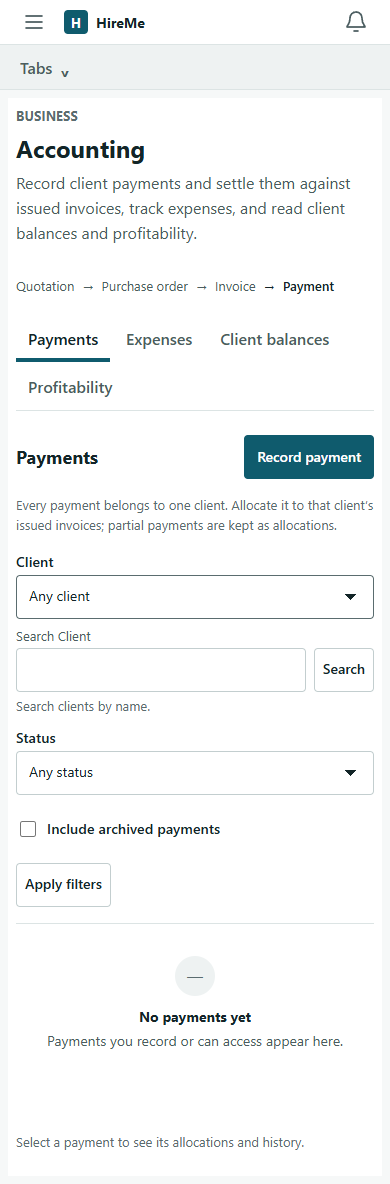 H HireMe
Tabs v
BUSINESS
Accounting
Record client payments and settle them against
issued invoices, track expenses, and read client
balances and profitability.
Quotation → Purchase order → Invoice → Payment
Payments Expenses Client balances
Profitability
Payments Record payment
Every payment belongs to one client. Allocate it to that client's
issued invoices; partial payments are kept as allocations.
Client
Any client
Search Client
Search
Search clients by name.
Status
Any status
Include archived payments
Apply filters
—
No payments yet
Payments you record or can access appear here.
Select a payment to see its allocations and history.